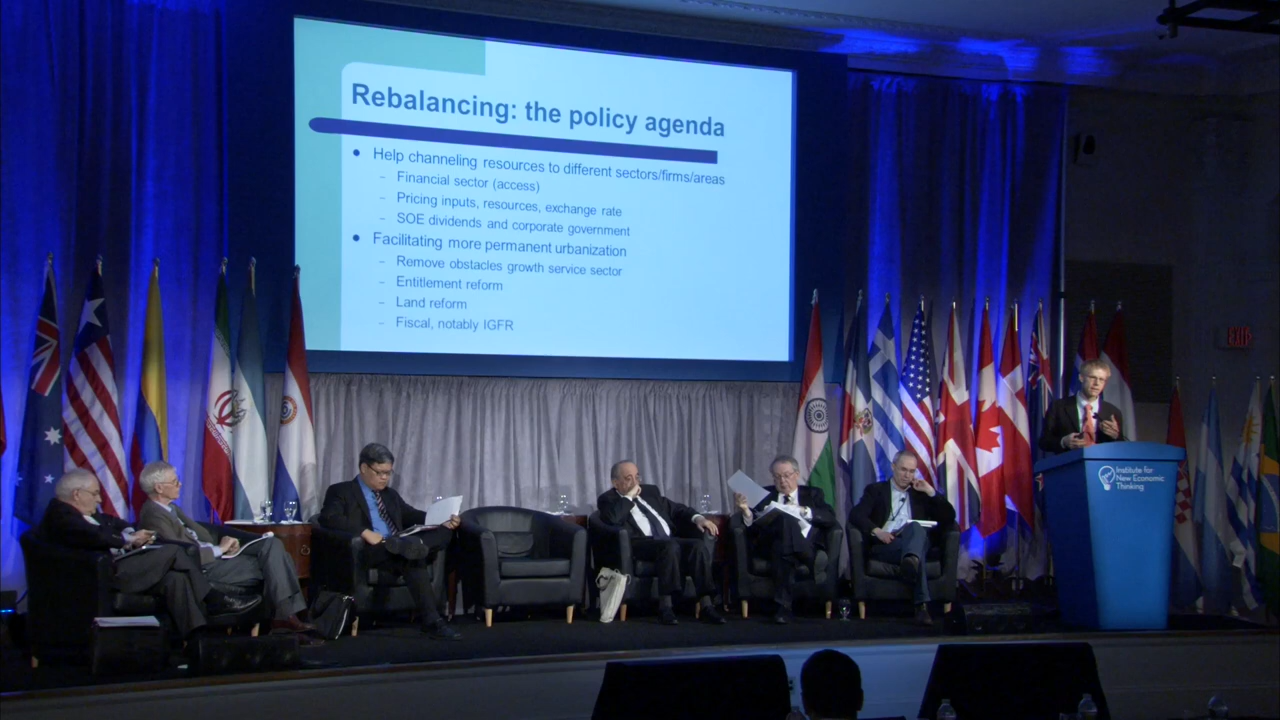 Rebalancing: the policy agenda
• Help channeling resources to different sectors/firms/areas
– Financial sector (access)
– Pricing inputs, resources, exchange rate
– SOE dividends and corporate government
• Facilitating more permanent urbanization
– Remove obstacles growth service sector
– Entitlement reform
– Land reform
– Fiscal, notably IGFR
EXIT
Institute for
New Economic
Thinking